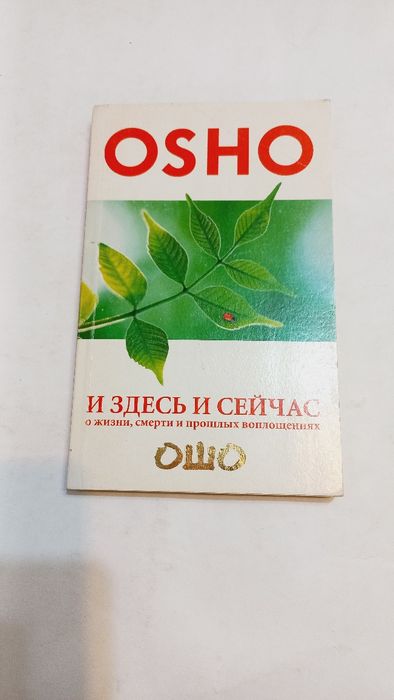 OSHO
И ЗДЕСЬ И СЕЙЧАС
о жизни, смерти и прошлых воплощениях
ОШО